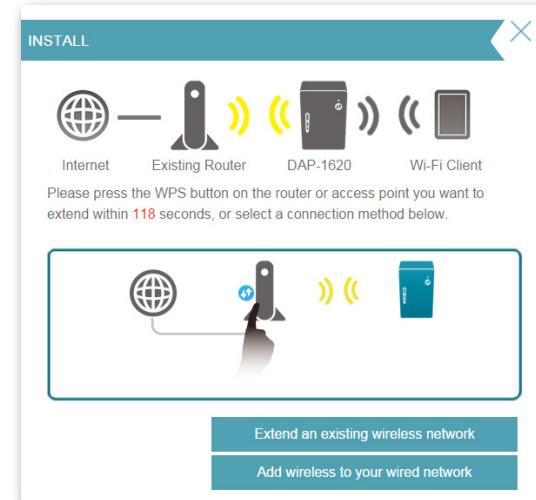 INSTALL
Internet Existing Router DAP-1620 Wi-Fi Client
Please press the WPS button on the router or access point you want to
extend within 118 seconds, or select a connection method below.
Extend an existing wireless network
Add wireless to your wired network